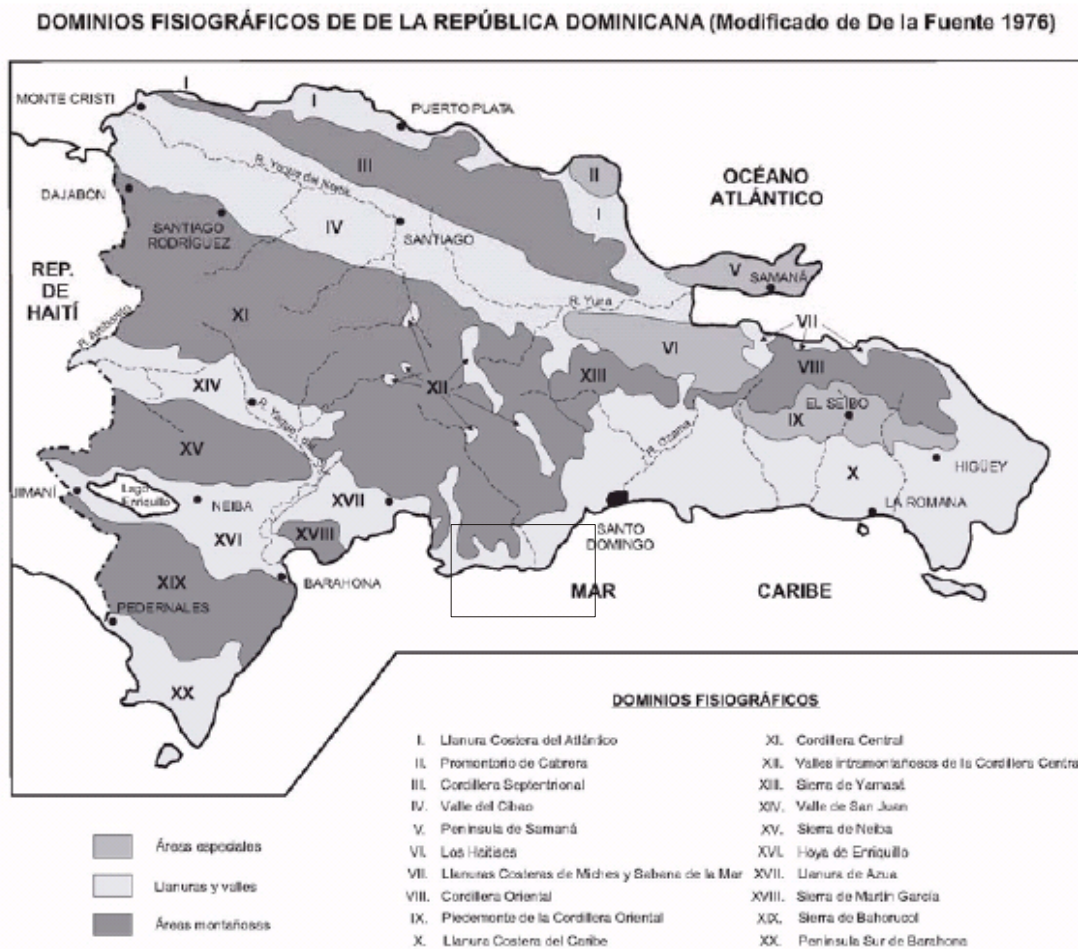 DOMINIOS FISIOGRÁFICOS DE DE LA REPÚBLICA DOMINICANA (Modificado de De la Fuente 1976)
I
MONTE CRISTI
I
PUERTO PLATA
III
II
OCÉANO
ATLÁNTICO
R. Yaque del Norte
DAJABÓN
I
SANTIAGO
RODRÍGUEZ
IV
SANTIAGO
REP.
DE
HAITÍ
V
SAMANÁ
R. Yuna
XI
VII
R. Artibonito
VI
VIII
XIV
XII
XIII
EL SEIBO
IX
R. Yaque del
R. Ozama
XV
X
HIGÜEY
JIMANÍ
Lago
Enriquillo
NEIBA
XVII
LA ROMANA
XVI
XVIII
SANTO
DOMINGO
XIX
BARAHONA
MAR
CARIBE
PEDERNALES
XX
DOMINIOS FISIOGRÁFICOS
I. Llanura Costera del Atlántico
II. Promontorio de Cabrera
III. Cordillera Septentrional
IV. Valle del Cibao
V. Península de Samaná
VI. Los Haitises
VII. Llanuras Costeras de Miches y Sabana de la Mar
VIII. Cordillera Oriental
IX. Piedemonte de la Cordillera Oriental
X. Llanura Costera del Caribe
XI. Cordillera Central
XII. Valles intramontañosos de la Cordillera Central
XIII. Sierra de Yamasá
XIV. Valle de San Juan
XV. Sierra de Neiba
XVI. Hoya de Enriquillo
XVII. Llanura de Azua
XVIII. Sierra de Martín García
XIX. Sierra de Bahoruco
XX. Península Sur de Barahona
Áreas especiales
Llanuras y valles
Áreas montañosas